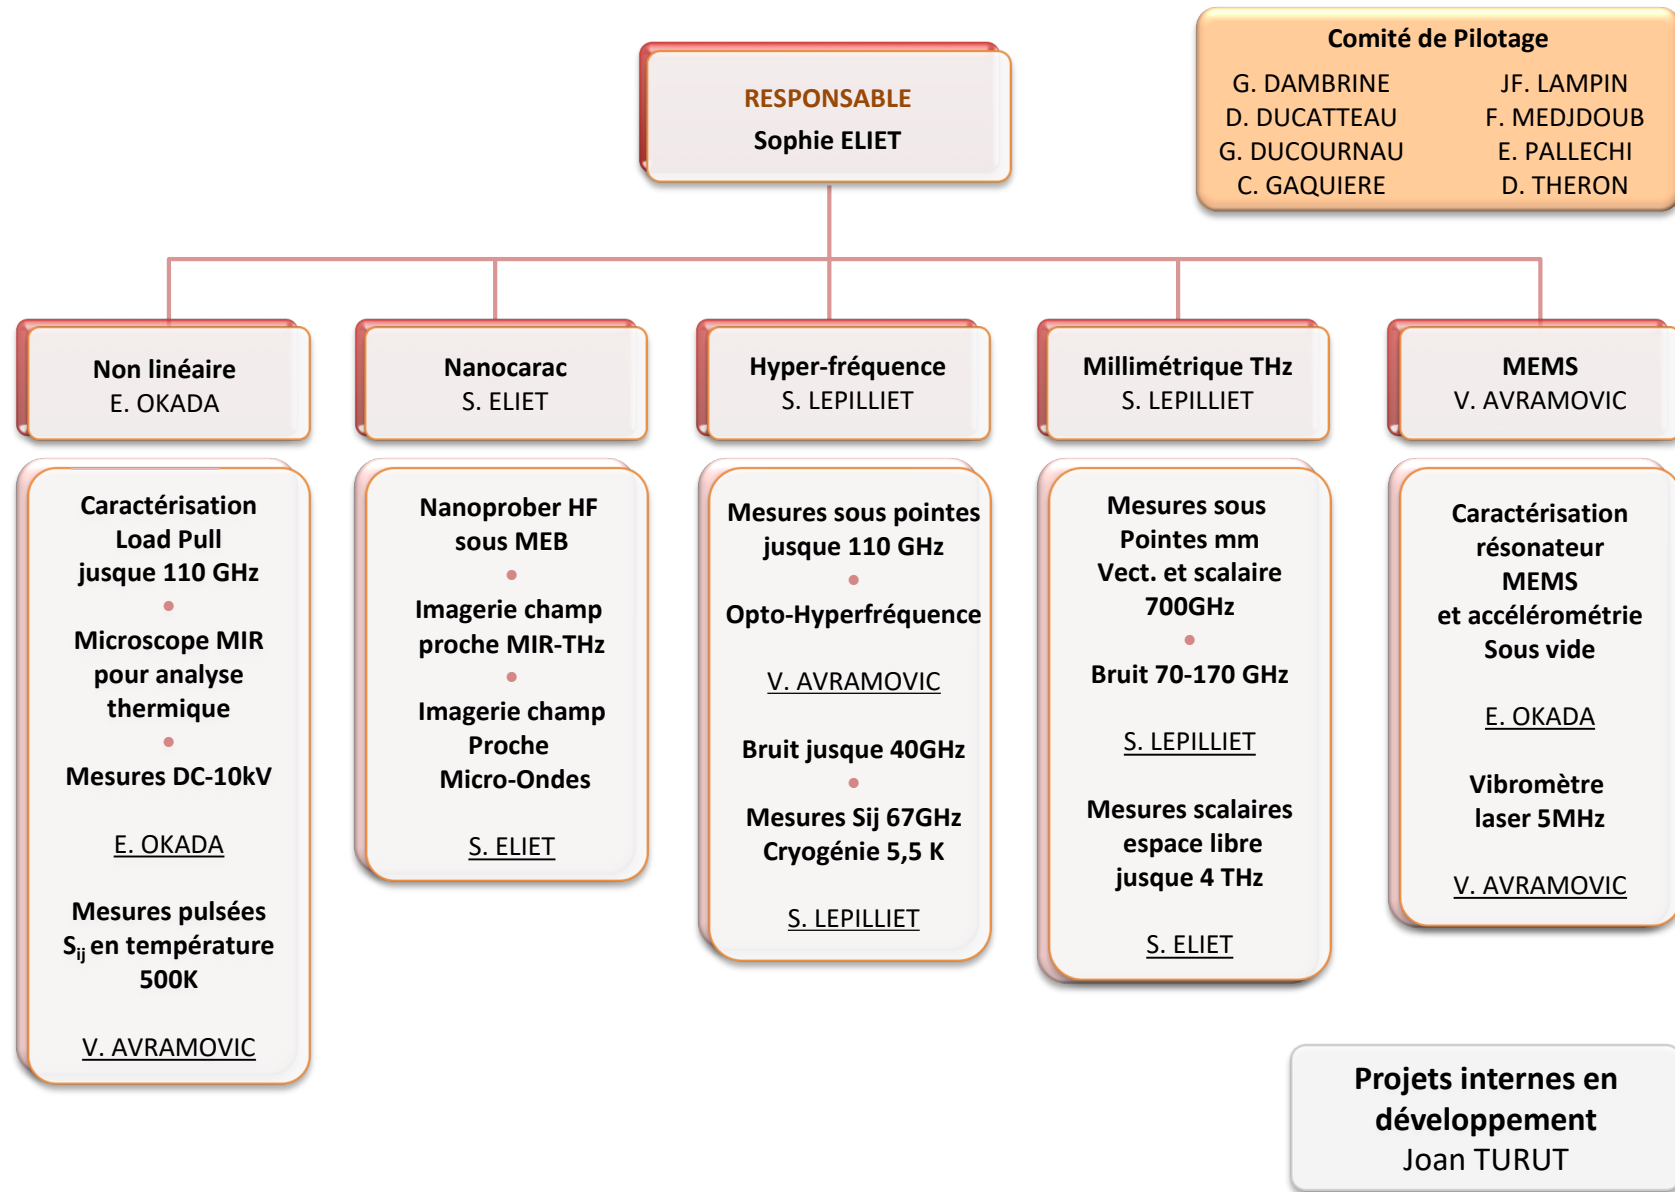 RESPONSABLE
Sophie ELIET
Comité de Pilotage
G. DAMBRINE
D. DUCATTEAU
G. DUCOURNAU
C. GAQUIERE
JF. LAMPIN
F. MEDJDOUB
E. PALLECHI
D. THERON
Non linéaire
E. OKADA
Caractérisation
Load Pull
jusque 110 GHz
•
Microscope MIR
pour analyse
thermique
•
Mesures DC-10kV
E. OKADA
Mesures pulsées
Sij en température
500K
V. AVRAMOVIC
Nanocarac
S. ELIET
Nanoprober HF
sous MEB
•
Imagerie champ
proche MIR-THz
•
Imagerie champ
Proche
Micro-Ondes
S. ELIET
Hyper-fréquence
S. LEPILLIET
Mesures sous pointes
jusque 110 GHz
•
Opto-Hyperfréquence
V. AVRAMOVIC
Bruit jusque 40GHz
•
Mesures Sij 67GHz
Cryogénie 5,5 K
S. LEPILLIET
Millimétrique THz
S. LEPILLIET
Mesures sous
Pointes mm
Vect. et scalaire
700GHz
•
Bruit 70-170 GHz
S. LEPILLIET
Mesures scalaires
espace libre
jusque 4 THz
S. ELIET
MEMS
V. AVRAMOVIC
Caractérisation
résonateur
MEMS
et accélérométrie
Sous vide
E. OKADA
Vibromètre
laser 5MHz
V. AVRAMOVIC
Projets internes en
développement
Joan TURUT